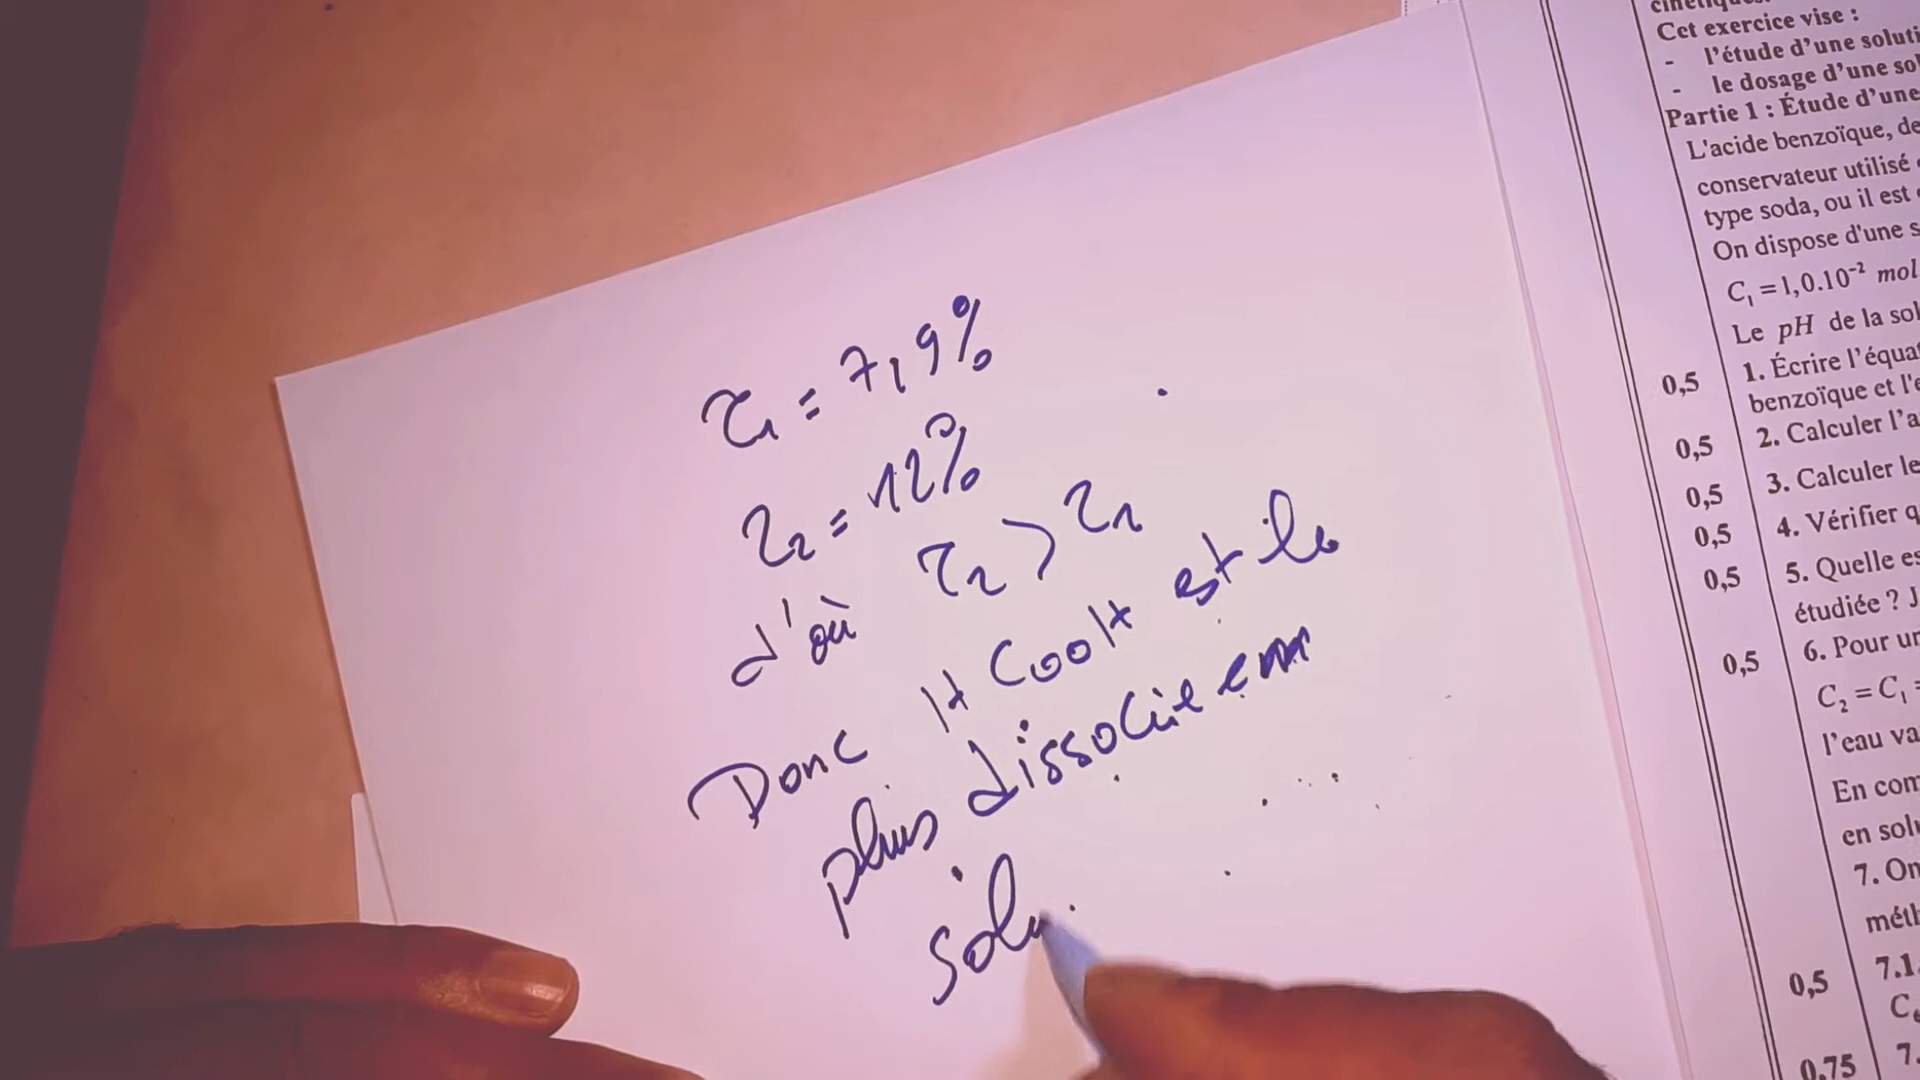 τ₁ = 7,9%
τ₂ = 12%
d'où τ₂ > τ₁
Donc HCOOH est le
plus dissocié en
Solu
Cet exercice vise :
- l'étude d'une soluti
- le dosage d'une sol
Partie 1 : Étude d'une
L'acide benzoïque, de
conservateur utilisé
type soda, ou il est
On dispose d'une s
C₁ = 1,0.10⁻² mol
Le pH de la sol
0,5 1. Écrire l'équa
benzoïque et l'e
0,5 2. Calculer l'a
0,5 3. Calculer le
0,5 4. Vérifier q
0,5 5. Quelle es
étudiée ? J
0,5 6. Pour un
C₂ = C₁ =
l'eau va
En com
en solu
7. On
méth
0,5 7.1.
C₆
0,75 7.